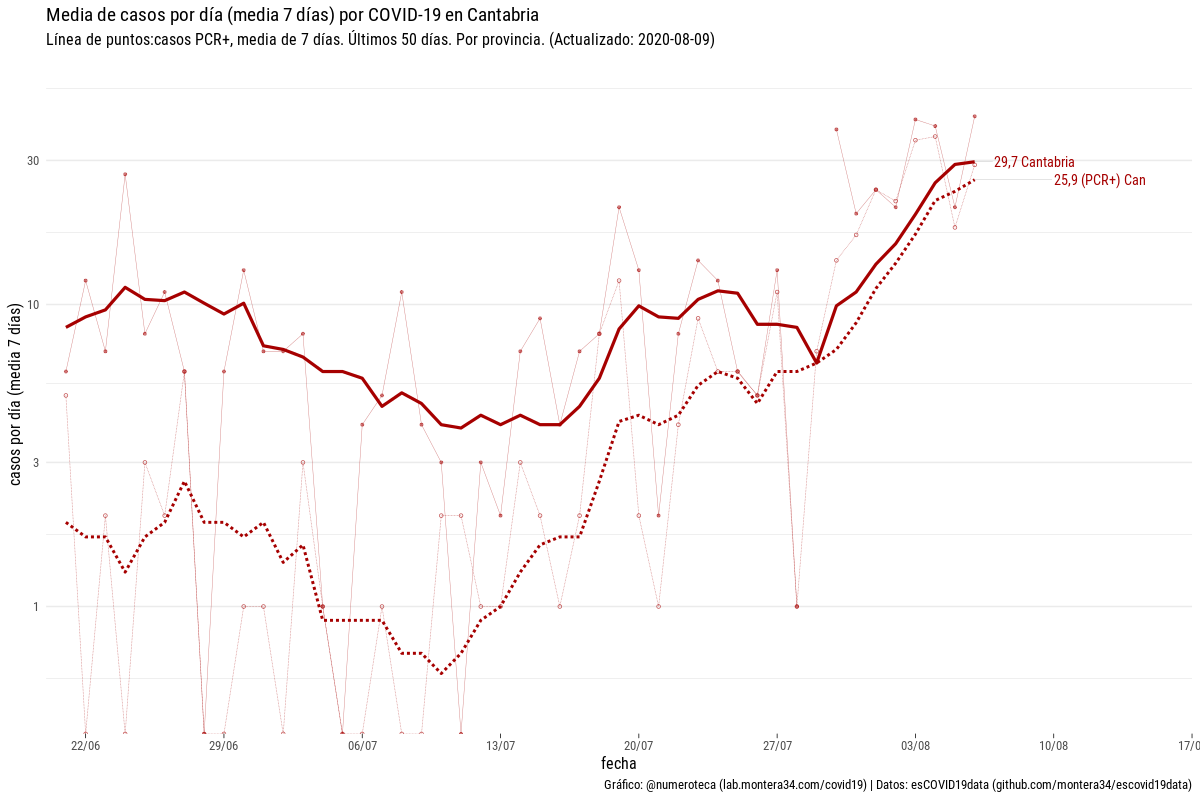 Media de casos por día (media 7 días) por COVID-19 en Cantabria
Línea de puntos:casos PCR+, media de 7 días. Últimos 50 días. Por provincia. (Actualizado: 2020-08-09)
casos por día (media 7 días)
30
10
3
1
29,7 Cantabria
25,9 (PCR+) Can
22/06
29/06
06/07
13/07
20/07
27/07
03/08
10/08
17/0
fecha
Gráfico: @numeroteca (lab.montera34.com/covid19) | Datos: esCOVID19data (github.com/montera34/escovid19data)